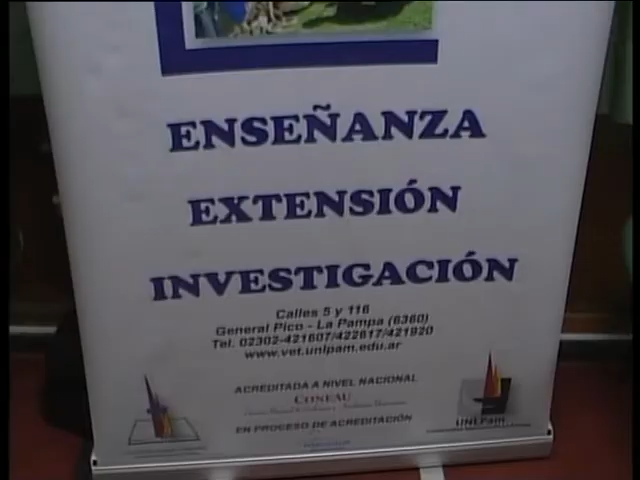 ENSEÑANZA
EXTENSIÓN
INVESTIGACIÓN
Calles 5 y 116
General Pico - La Pampa (6360)
Tel. 02302-421607/422617/421920
www.vet.unlpam.edu.ar
ACREDITADA A NIVEL NACIONAL
CONEAU
EN PROCESO DE ACREDITACIÓN
UNLPam